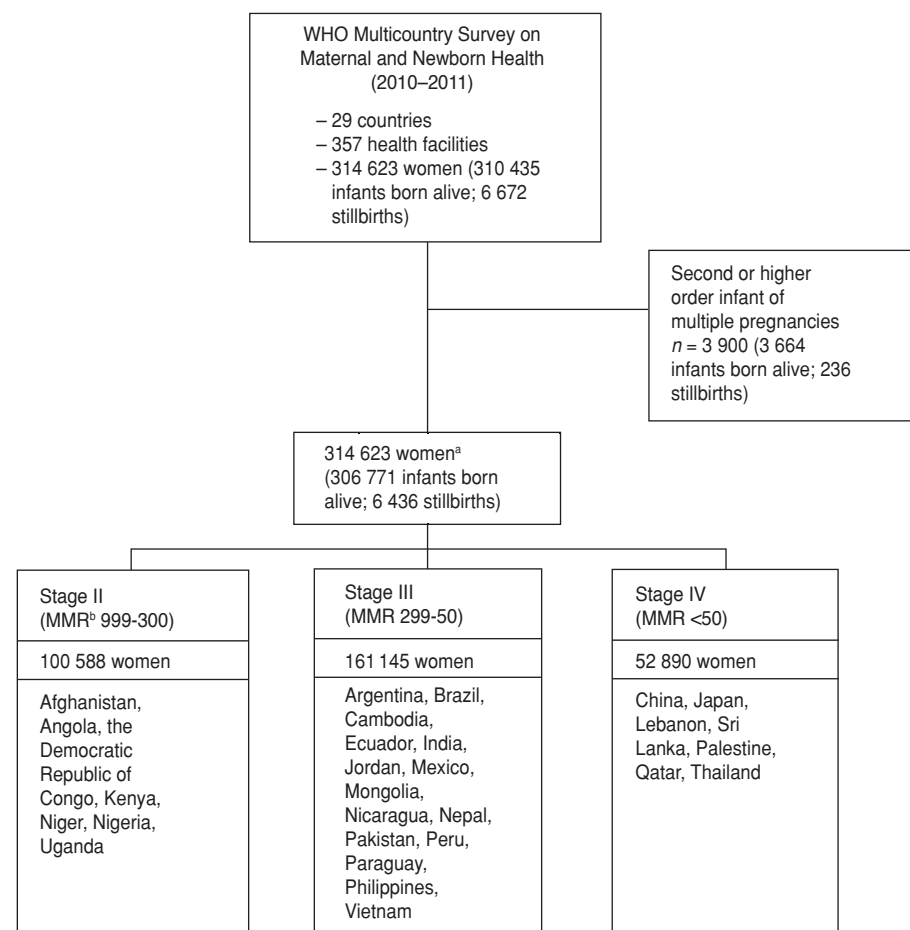 WHO Multicountry Survey on
Maternal and Newborn Health
(2010–2011)
– 29 countries
– 357 health facilities
– 314 623 women (310 435
infants born alive; 6 672
stillbirths)
Second or higher
order infant of
multiple pregnancies
n = 3 900 (3 664
infants born alive; 236
stillbirths)
314 623 womenᵃ
(306 771 infants born
alive; 6 436 stillbirths)
Stage II
(MMRᵇ 999-300)
100 588 women
Afghanistan,
Angola, the
Democratic
Republic of
Congo, Kenya,
Niger, Nigeria,
Uganda
Stage III
(MMR 299-50)
161 145 women
Argentina, Brazil,
Cambodia,
Ecuador, India,
Jordan, Mexico,
Mongolia,
Nicaragua, Nepal,
Pakistan, Peru,
Paraguay,
Philippines,
Vietnam
Stage IV
(MMR <50)
52 890 women
China, Japan,
Lebanon, Sri
Lanka, Palestine,
Qatar, Thailand